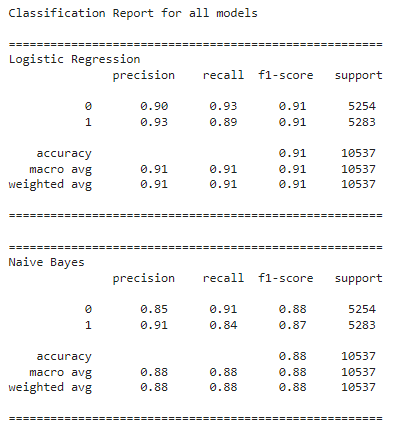 Classification Report for all models
======================================================
Logistic Regression
precision recall f1-score support
0 0.90 0.93 0.91 5254
1 0.93 0.89 0.91 5283
accuracy 0.91 10537
macro avg 0.91 0.91 0.91 10537
weighted avg 0.91 0.91 0.91 10537
======================================================
======================================================
Naive Bayes
precision recall f1-score support
0 0.85 0.91 0.88 5254
1 0.91 0.84 0.87 5283
accuracy 0.88 10537
macro avg 0.88 0.88 0.88 10537
weighted avg 0.88 0.88 0.88 10537
======================================================